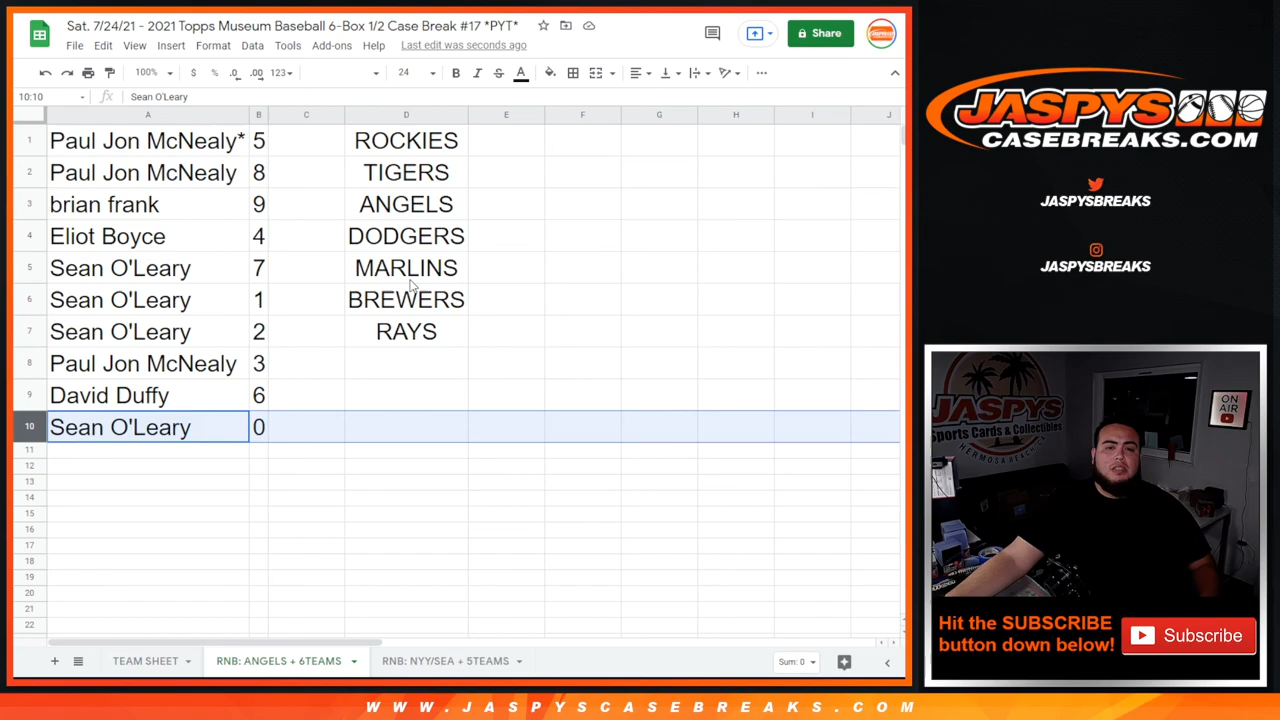 Sat. 7/24/21 - 2021 Topps Museum Baseball 6-Box 1/2 Case Break #17 *PYT*
File Edit View Insert Format Data Tools Add-ons Help Last edit was seconds ago
Share
100% $ % .0 .00 123 24 B I S A
10:10 fx Sean O'Leary
A B C D E F G H I J
1 Paul Jon McNealy* 5 ROCKIES
2 Paul Jon McNealy 8 TIGERS
3 brian frank 9 ANGELS
4 Eliot Boyce 4 DODGERS
5 Sean O'Leary 7 MARLINS
6 Sean O'Leary 1 BREWERS
7 Sean O'Leary 2 RAYS
8 Paul Jon McNealy 3
9 David Duffy 6
10 Sean O'Leary 0
11
12
13
14
15
16
17
18
19
20
21
22
TEAM SHEET RNB: ANGELS + 6TEAMS RNB: NYY/SEA + 5TEAMS Sum: 0
JASPYS
CASEBREAKS.COM
JASPYSBREAKS
JASPYSBREAKS
JASPYS
Sports Cards & Collectibles
HERMOSA BEACH
ON AIR
Hit the SUBSCRIBE
button down below!
Subscribe
WWW.JASPYSCASEBREAKS.COM